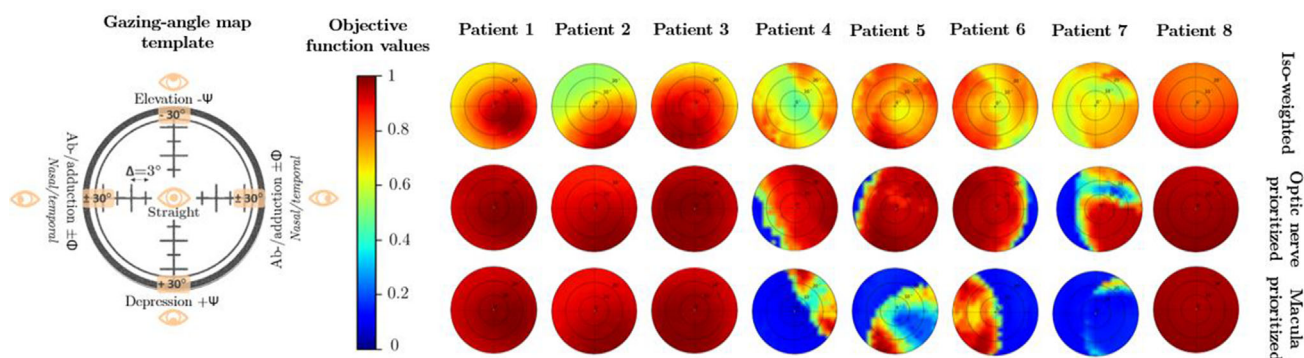 Gazing-angle map
template
Objective
function values
Patient 1
Patient 2
Patient 3
Patient 4
Patient 5
Patient 6
Patient 7
Patient 8
Elevation -Ψ
- 30°
Ab-/adduction ±Φ
Nasal/temporal
Δ=3°
±30°
Straight
±30°
Ab-/adduction ±Φ
Nasal/temporal
+30°
Depression +Ψ
1
0.8
0.6
0.4
0.2
0
Iso-weighted
Optic nerve
prioritized
Macula
prioritized